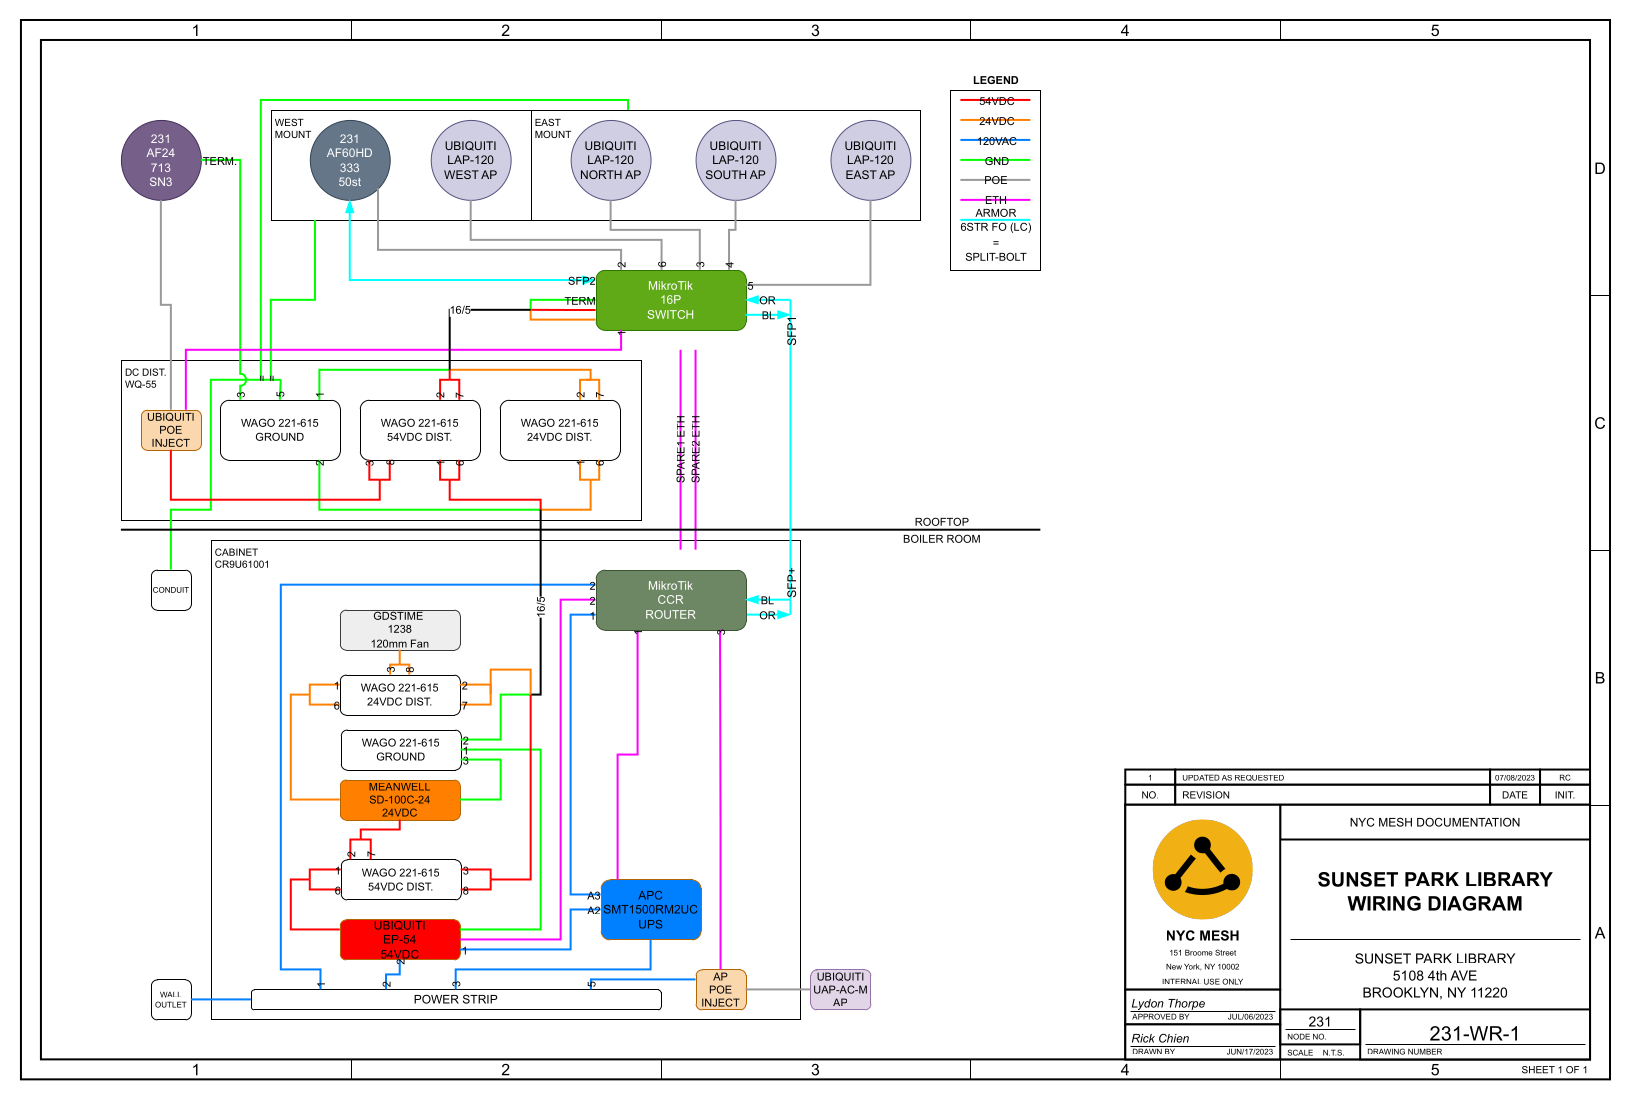 1 2 3 4 5
LEGEND
54VDC
24VDC
120VAC
GND
POE
ETH
ARMOR
6STR FO (LC)
=
SPLIT-BOLT
D
C
B
A
231
AF24
713
SN3
TERM.
WEST
MOUNT
231
AF60HD
333
50st
UBIQUITI
LAP-120
WEST AP
EAST
MOUNT
UBIQUITI
LAP-120
NORTH AP
UBIQUITI
LAP-120
SOUTH AP
UBIQUITI
LAP-120
EAST AP
2 6 3 4
SFP2
TERM
MikroTik
16P
SWITCH
5
OR
BL
1
SFP1
16/5
DC DIST.
WQ-55
= =
3 5 1 2 7 2 7
UBIQUITI
POE
INJECT
WAGO 221-615
GROUND
WAGO 221-615
54VDC DIST.
WAGO 221-615
24VDC DIST.
2 3 8 1 6 1 6
SPARE1 ETH
SPARE2 ETH
ROOFTOP
BOILER ROOM
CONDUIT
CABINET
CR9U61001
16/5
2
2
1
MikroTik
CCR
ROUTER
SFP+
BL
OR
1 3
GDSTIME
1238
120mm Fan
3 8
1 2
WAGO 221-615
24VDC DIST.
6 7
WAGO 221-615
GROUND
2
1
3
MEANWELL
SD-100C-24
24VDC
2 7
1 3
WAGO 221-615
54VDC DIST.
6 8
UBIQUITI
EP-54
54VDC
1
2
A3
A2
APC
SMT1500RM2UC
UPS
1 2 3 5
POWER STRIP
WALL
OUTLET
AP
POE
INJECT
UBIQUITI
UAP-AC-M
AP
1 UPDATED AS REQUESTED 07/08/2023 RC
NO. REVISION DATE INIT.
NYC MESH
151 Broome Street
New York, NY 10002
INTERNAL USE ONLY
Lydon Thorpe
APPROVED BY JUL/06/2023
Rick Chien
DRAWN BY JUN/17/2023
NYC MESH DOCUMENTATION
SUNSET PARK LIBRARY
WIRING DIAGRAM
SUNSET PARK LIBRARY
5108 4th AVE
BROOKLYN, NY 11220
231
NODE NO.
SCALE N.T.S.
231-WR-1
DRAWING NUMBER
1 2 3 4 5
SHEET 1 OF 1